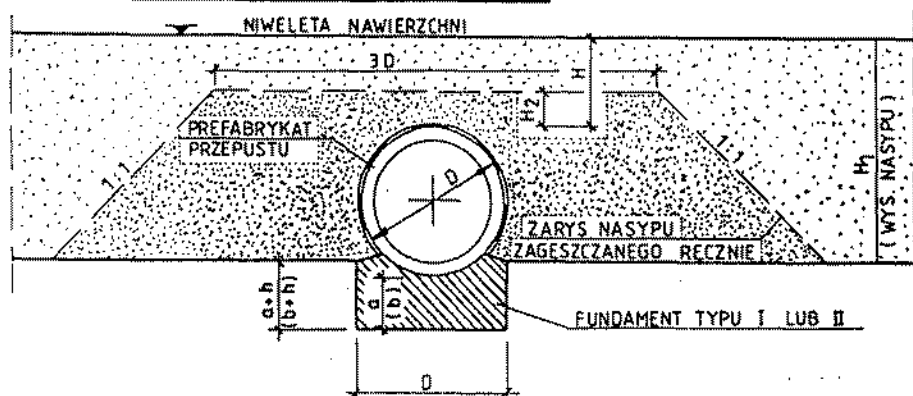 NIWELETA NAWIERZCHNI
3D
H
H2
PREFABRYKAT
PRZEPUSTU
1:1
1:1
D
H1
(WYS NASYPU)
ZARYS NASYPU
ZAGĘSZCZANEGO RĘCZNIE
a+h
(b+h)
a
(b)
FUNDAMENT TYPU I LUB II
D